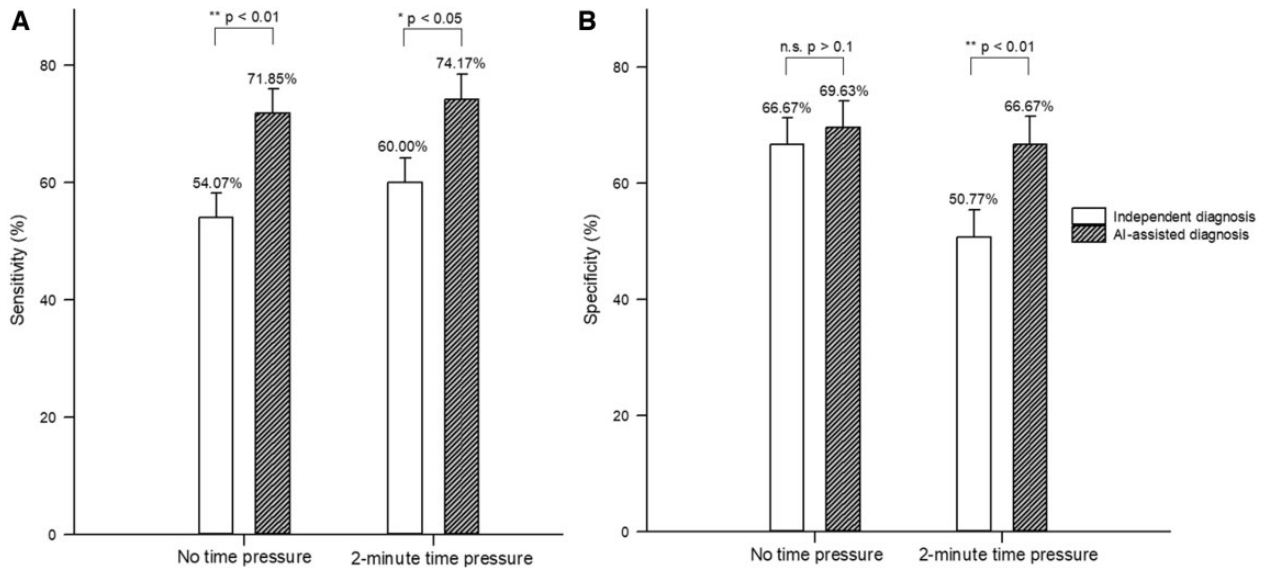 A
** p < 0.01
* p < 0.05
80
71.85%
74.17%
60
54.07%
60.00%
40
20
0
Sensitivity (%)
No time pressure
2-minute time pressure
B
n.s. p > 0.1
** p < 0.01
80
66.67%
69.63%
66.67%
60
50.77%
40
20
0
Specificity (%)
No time pressure
2-minute time pressure
Independent diagnosis
AI-assisted diagnosis